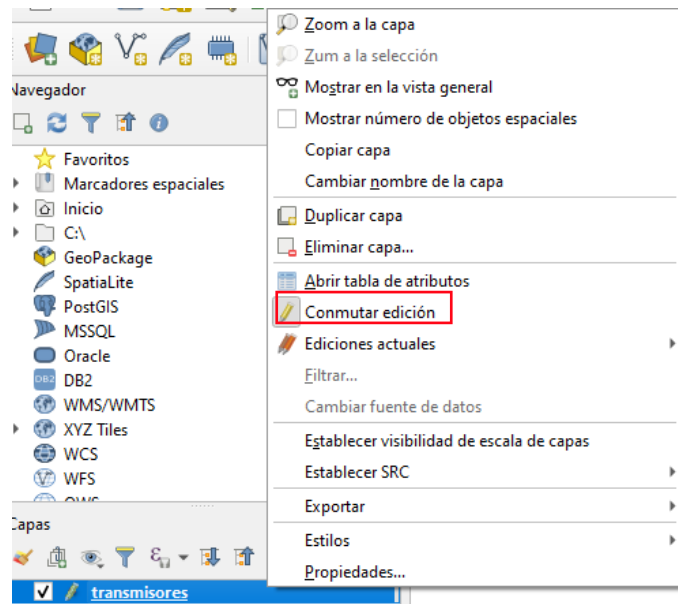 Navegador
Favoritos
Marcadores espaciales
Inicio
C:\
GeoPackage
SpatiaLite
PostGIS
MSSQL
Oracle
DB2
DB2
WMS/WMTS
XYZ Tiles
WCS
WFS
Capas
transmisores
Zoom a la capa
Zum a la selección
Mostrar en la vista general
Mostrar número de objetos espaciales
Copiar capa
Cambiar nombre de la capa
Duplicar capa
Eliminar capa...
Abrir tabla de atributos
Conmutar edición
Ediciones actuales
Filtrar...
Cambiar fuente de datos
Establecer visibilidad de escala de capas
Establecer SRC
Exportar
Estilos
Propiedades...